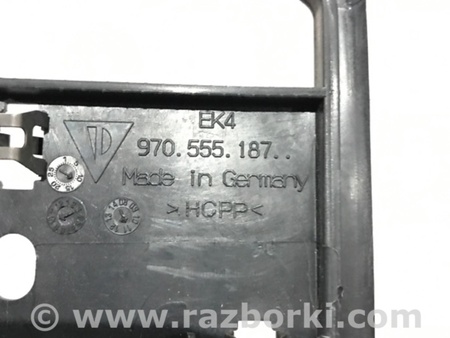 EK4
970.555.187..
Made in Germany
>HCPP<
© www.razborki.com